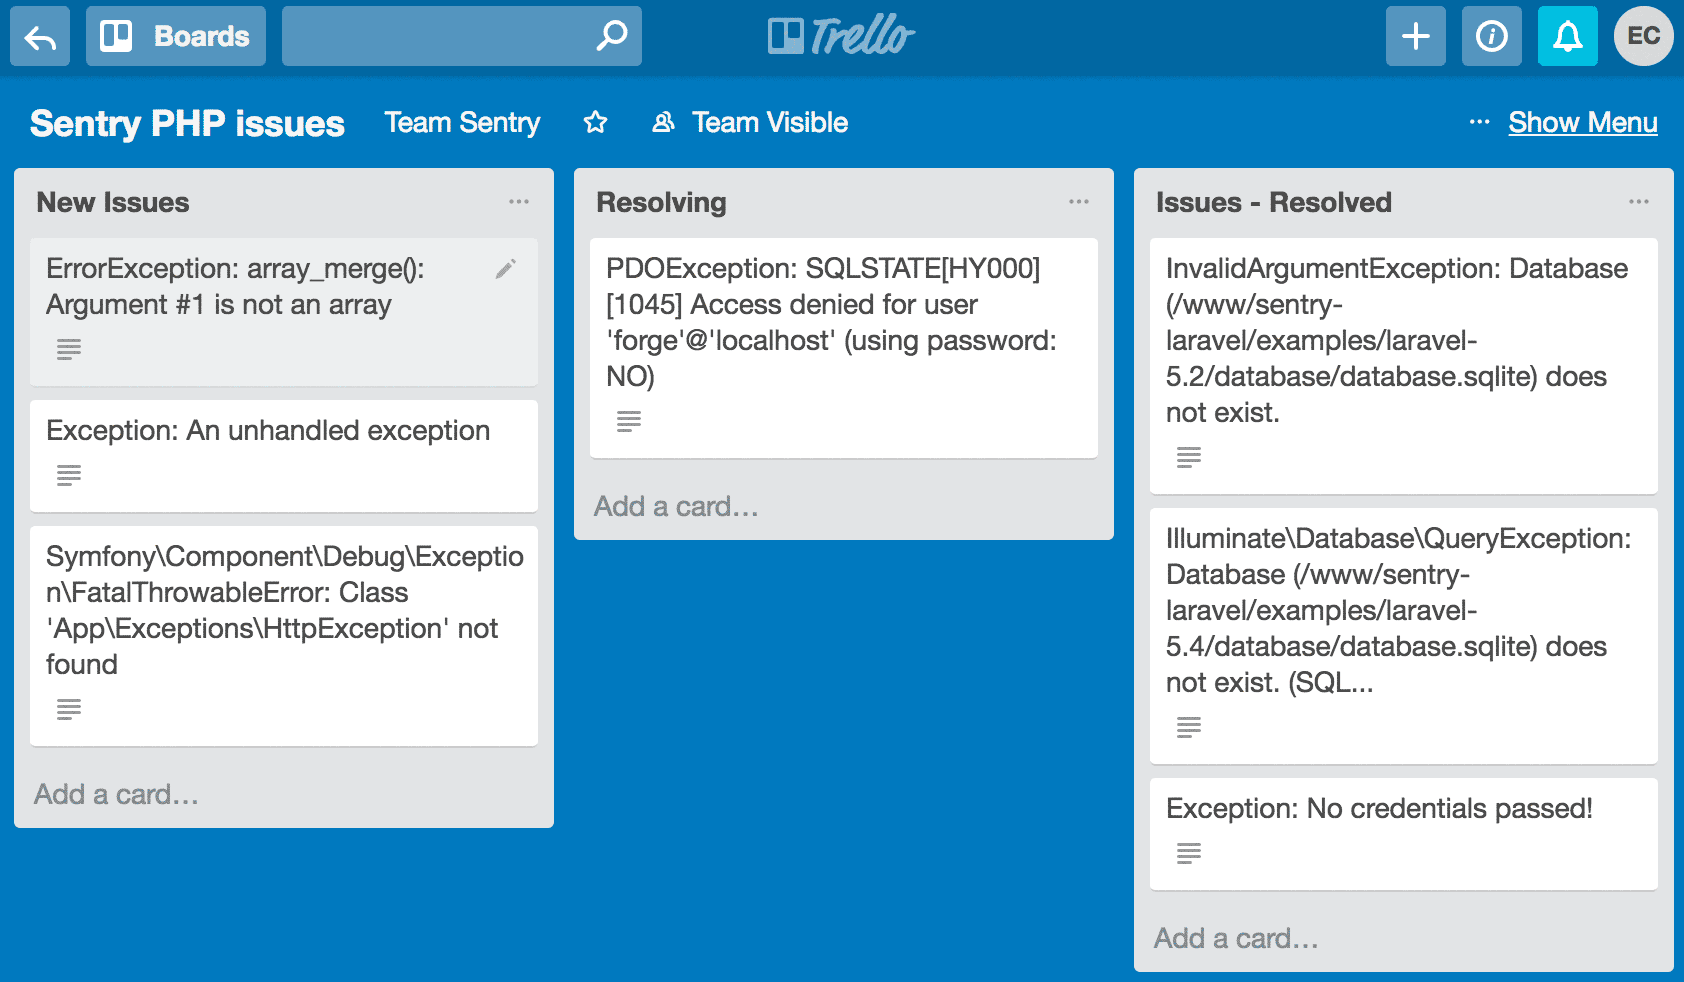 Boards
Trello
EC
Sentry PHP issues
Team Sentry
Team Visible
··· Show Menu
New Issues ···
ErrorException: array_merge():
Argument #1 is not an array
Exception: An unhandled exception
Symfony\Component\Debug\Exceptio
n\FatalThrowableError: Class
'App\Exceptions\HttpException' not
found
Add a card...
Resolving ···
PDOException: SQLSTATE[HY000]
[1045] Access denied for user
'forge'@'localhost' (using password:
NO)
Add a card...
Issues - Resolved ···
InvalidArgumentException: Database
(/www/sentry-
laravel/examples/laravel-
5.2/database/database.sqlite) does
not exist.
Illuminate\Database\QueryException:
Database (/www/sentry-
laravel/examples/laravel-
5.4/database/database.sqlite) does
not exist. (SQL...
Exception: No credentials passed!
Add a card...